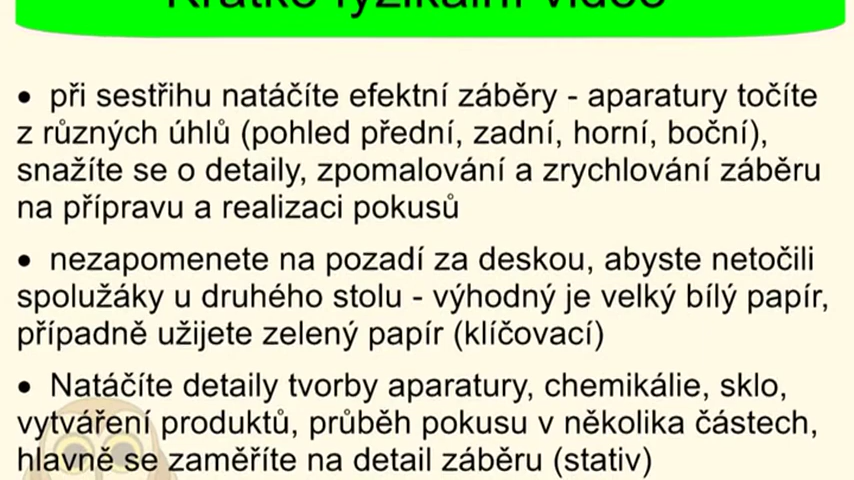 Krátké fyzikální video
• při sestřihu natáčíte efektní záběry - aparatury točíte
z různých úhlů (pohled přední, zadní, horní, boční),
snažíte se o detaily, zpomalování a zrychlování záběru
na přípravu a realizaci pokusů
• nezapomenete na pozadí za deskou, abyste netočili
spolužáky u druhého stolu - výhodný je velký bílý papír,
případně užijete zelený papír (klíčovací)
• Natáčíte detaily tvorby aparatury, chemikálie, sklo,
vytváření produktů, průběh pokusu v několika částech,
hlavně se zaměříte na detail záběru (stativ)